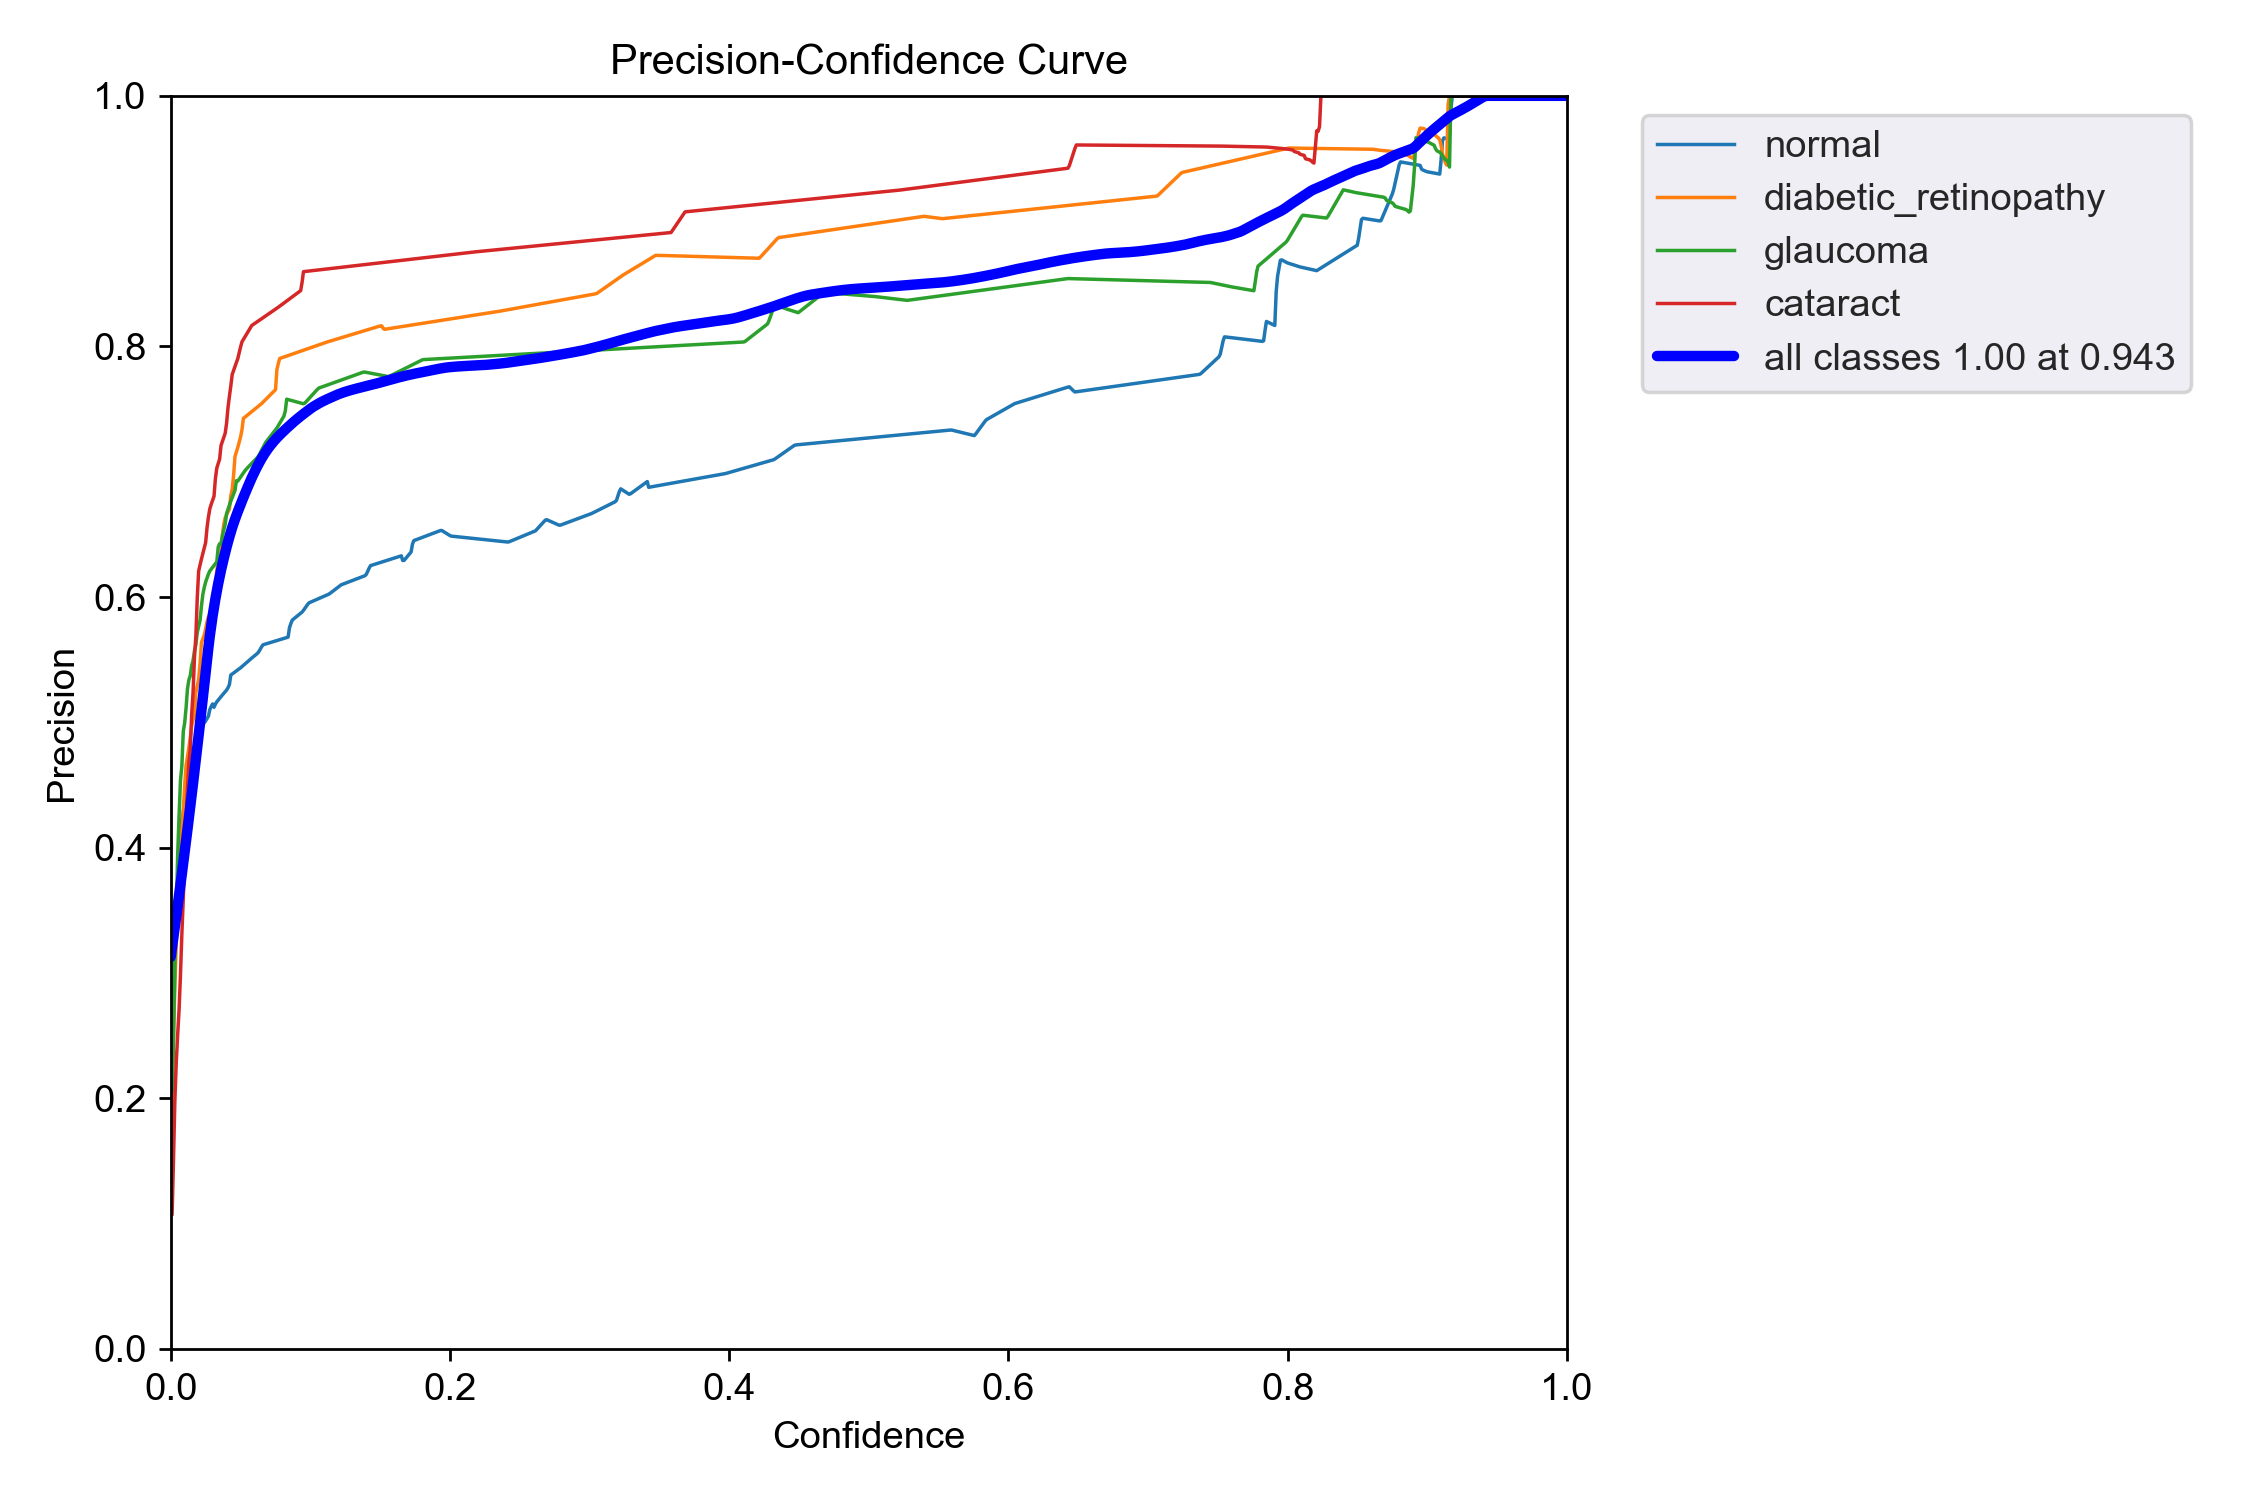 Precision-Confidence Curve
1.0
0.8
0.6
0.4
0.2
0.0
Precision
0.0 0.2 0.4 0.6 0.8 1.0
Confidence
normal
diabetic_retinopathy
glaucoma
cataract
all classes 1.00 at 0.943